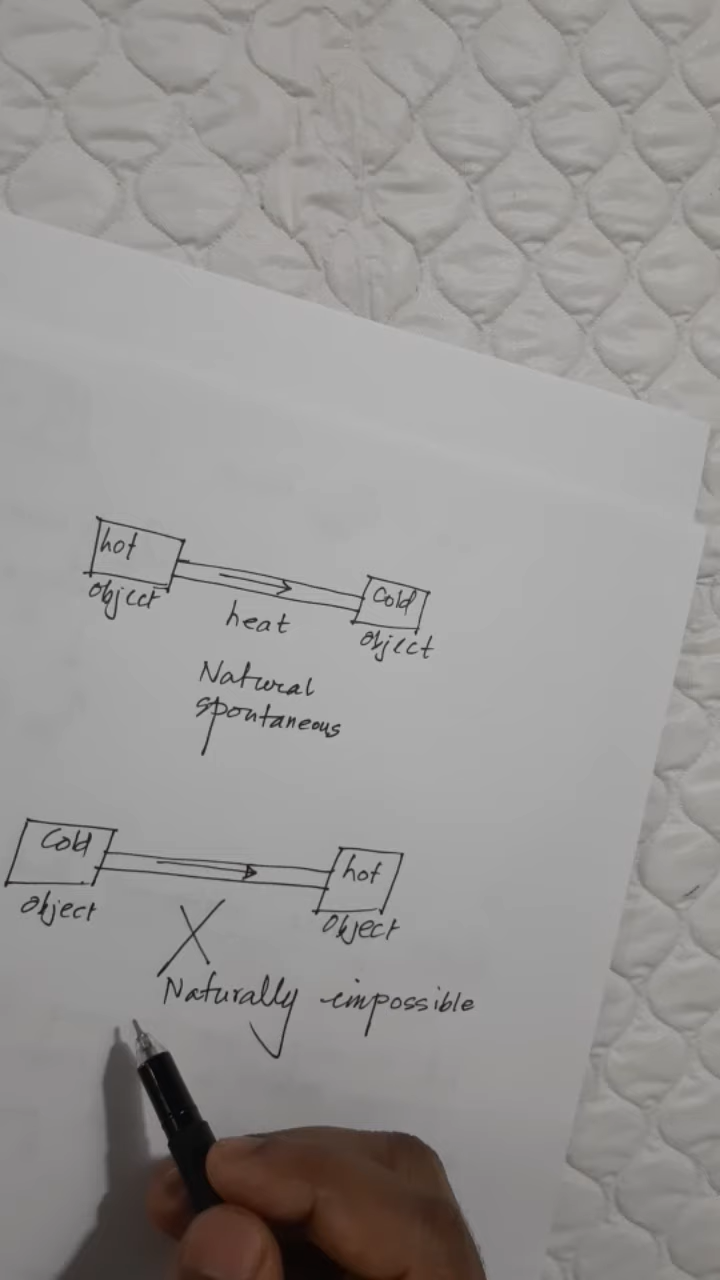 hot
object
heat
Cold
object
Natural
spontaneous
Cold
object
hot
object
X
Naturally impossible